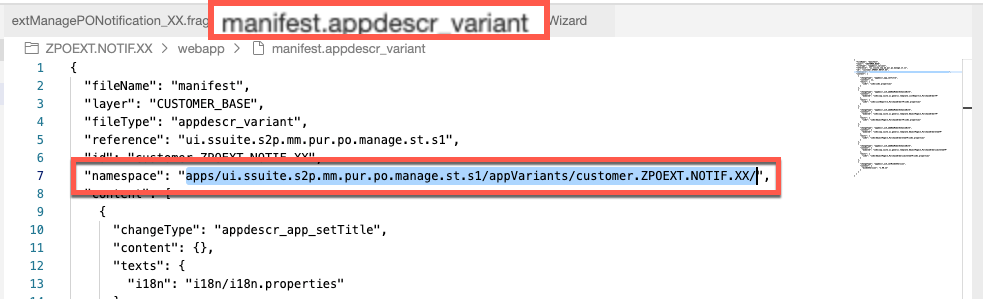 extManagePONotification_XX.frag
manifest.appdescr_variant
Wizard
ZPOEXT.NOTIF.XX > webapp > manifest.appdescr_variant
1 {
2 "fileName": "manifest",
3 "layer": "CUSTOMER_BASE",
4 "fileType": "appdescr_variant",
5 "reference": "ui.ssuite.s2p.mm.pur.po.manage.st.s1",
6 "id": "customer.ZPOEXT.NOTIF.XX",
7 "namespace": "apps/ui.ssuite.s2p.mm.pur.po.manage.st.s1/appVariants/customer.ZPOEXT.NOTIF.XX/",
8 "content": [
9 {
10 "changeType": "appdescr_app_setTitle",
11 "content": {},
12 "texts": {
13 "i18n": "i18n/i18n.properties"